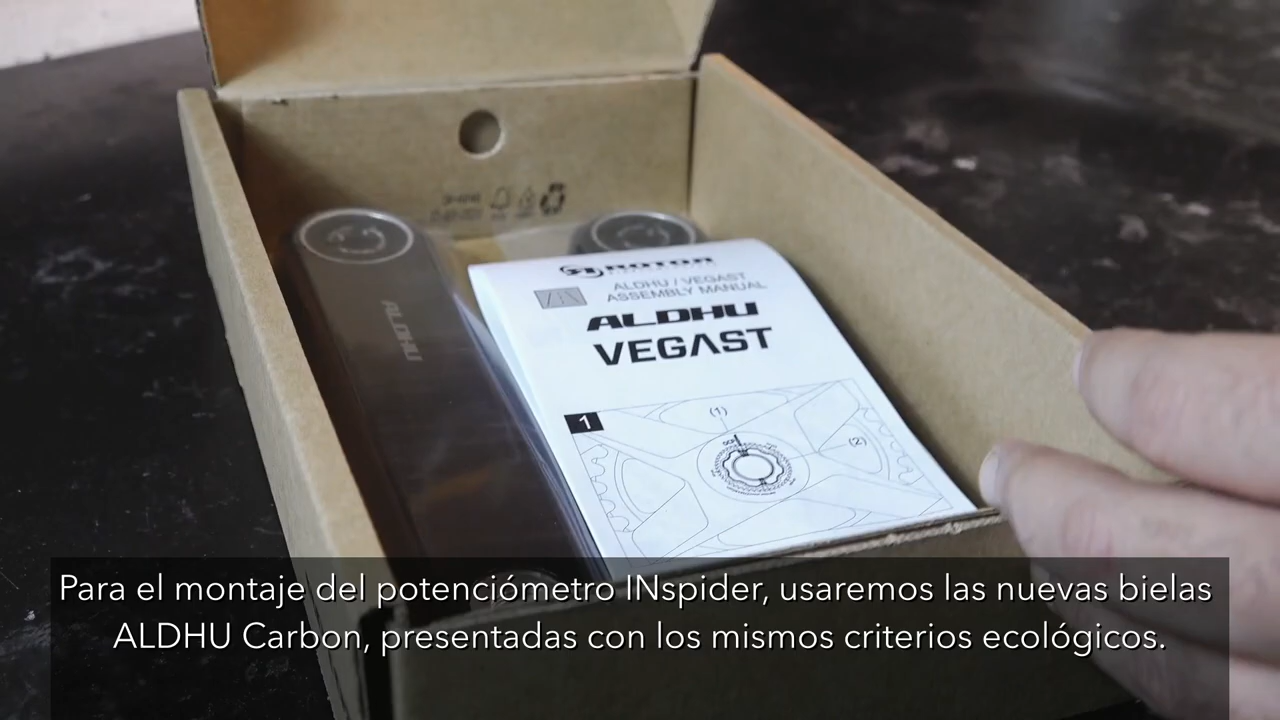 ROTOR
ALDHU / VEGAST
ASSEMBLY MANUAL
ALDHU
VEGAST
1
(1)
(2)
OCP
ALDHU
Para el montaje del potenciómetro INspider, usaremos las nuevas bielas
ALDHU Carbon, presentadas con los mismos criterios ecológicos.